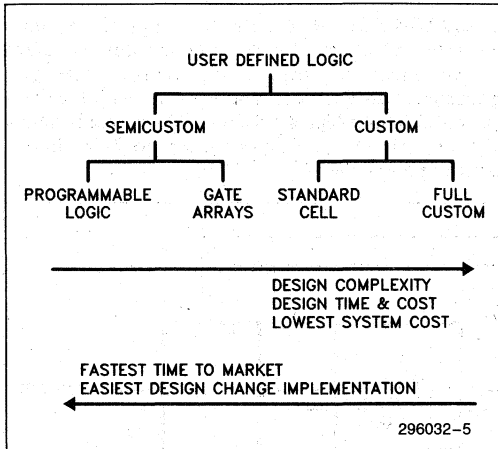 USER DEFINED LOGIC
SEMICUSTOM CUSTOM
PROGRAMMABLE LOGIC GATE ARRAYS STANDARD CELL FULL CUSTOM
DESIGN COMPLEXITY
DESIGN TIME & COST
LOWEST SYSTEM COST
FASTEST TIME TO MARKET
EASIEST DESIGN CHANGE IMPLEMENTATION
296032-5